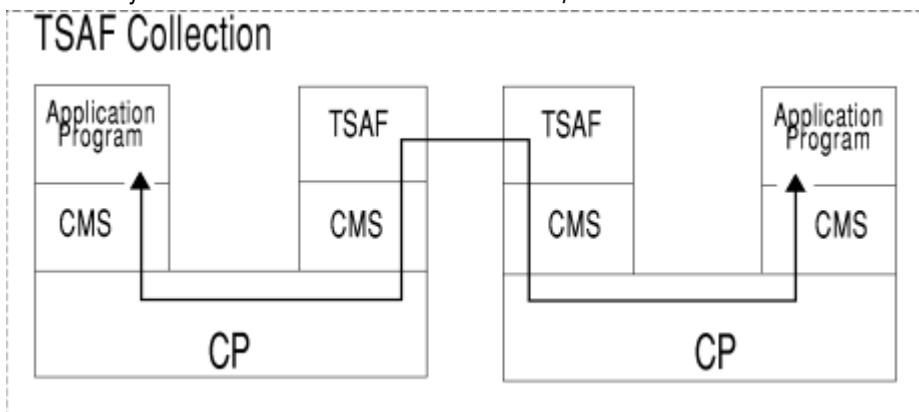 TSAF Collection
Application
Program
TSAF
TSAF
Application
Program
CMS
CMS
CMS
CMS
CP
CP